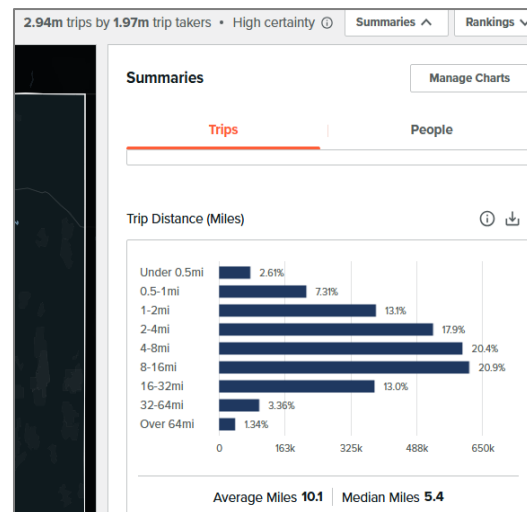 2.94m trips by 1.97m trip takers • High certainty Summaries Rankings
Summaries Manage Charts
Trips People
Trip Distance (Miles)
Under 0.5mi 2.61%
0.5-1mi 7.31%
1-2mi 13.1%
2-4mi 17.9%
4-8mi 20.4%
8-16mi 20.9%
16-32mi 13.0%
32-64mi 3.36%
Over 64mi 1.34%
0 163k 325k 488k 650k
Average Miles 10.1 | Median Miles 5.4